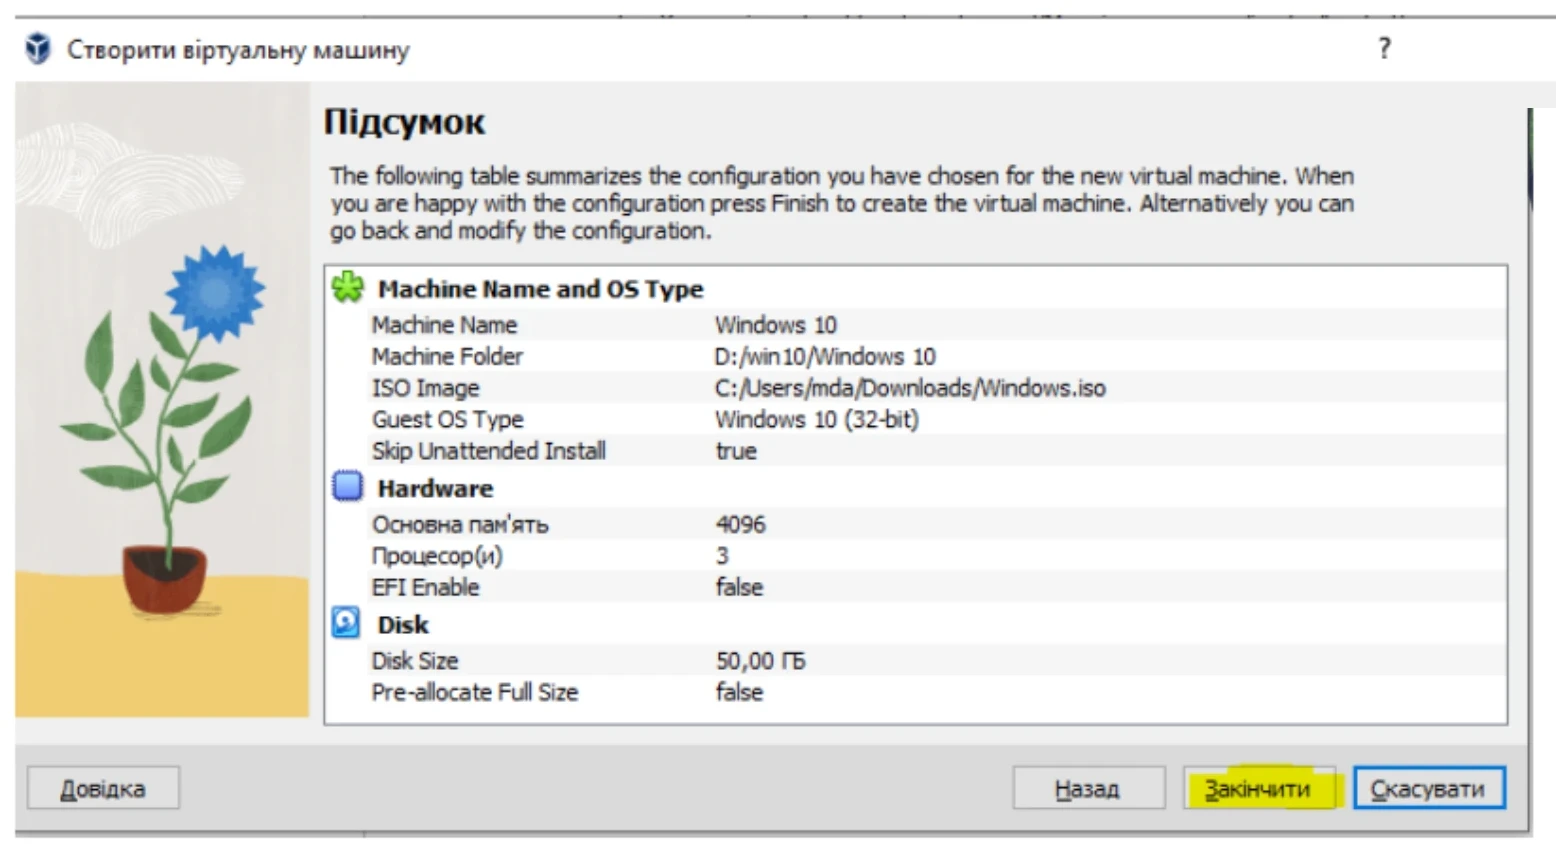 Створити віртуальну машину
?
Підсумок
The following table summarizes the configuration you have chosen for the new virtual machine. When
you are happy with the configuration press Finish to create the virtual machine. Alternatively you can
go back and modify the configuration.
Machine Name and OS Type
Machine Name Windows 10
Machine Folder D:/win10/Windows 10
ISO Image C:/Users/mda/Downloads/Windows.iso
Guest OS Type Windows 10 (32-bit)
Skip Unattended Install true
Hardware
Основна пам'ять 4096
Процесор(и) 3
EFI Enable false
Disk
Disk Size 50,00 ГБ
Pre-allocate Full Size false
Довідка Назад Закінчити Скасувати